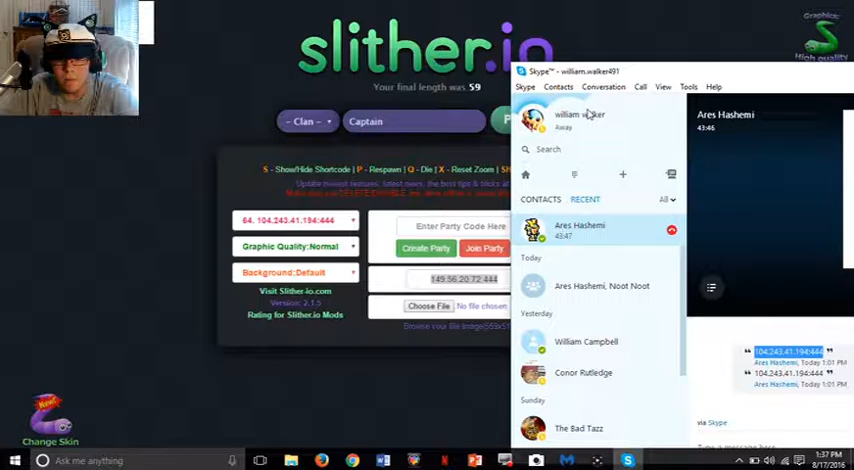 slither.io
Your final length was 59
Graphics:
High quality
- Clan -
Captain
P
S - Show/Hide Shortcode | P - Respawn | Q - Die | X - Reset Zoom | SH
64. 104.243.41.194:444
Graphic Quality:Normal
Background:Default
Visit Slither-io.com
Version: 2.1.5
Rating for Slither.io Mods
Enter Party Code Here
Create Party
Join Party
149.56.20.72:444
Choose File
No file chosen
New!
Change Skin
Skype™ - william.walker491
Skype
Contacts
Conversation
Call
View
Tools
Help
william walker
Away
Search
CONTACTS
RECENT
All
Ares Hashemi
43:47
Today
Ares Hashemi, Noot Noot
Yesterday
William Campbell
Conor Rutledge
Sunday
The Bad Tazz
Ares Hashemi
43:46
104.243.41.194:444
Ares Hashemi, Today 1:01 PM
104.243.41.194:444
Ares Hashemi, Today 1:01 PM
via Skype
Type a message here
Ask me anything
1:37 PM
8/17/2016